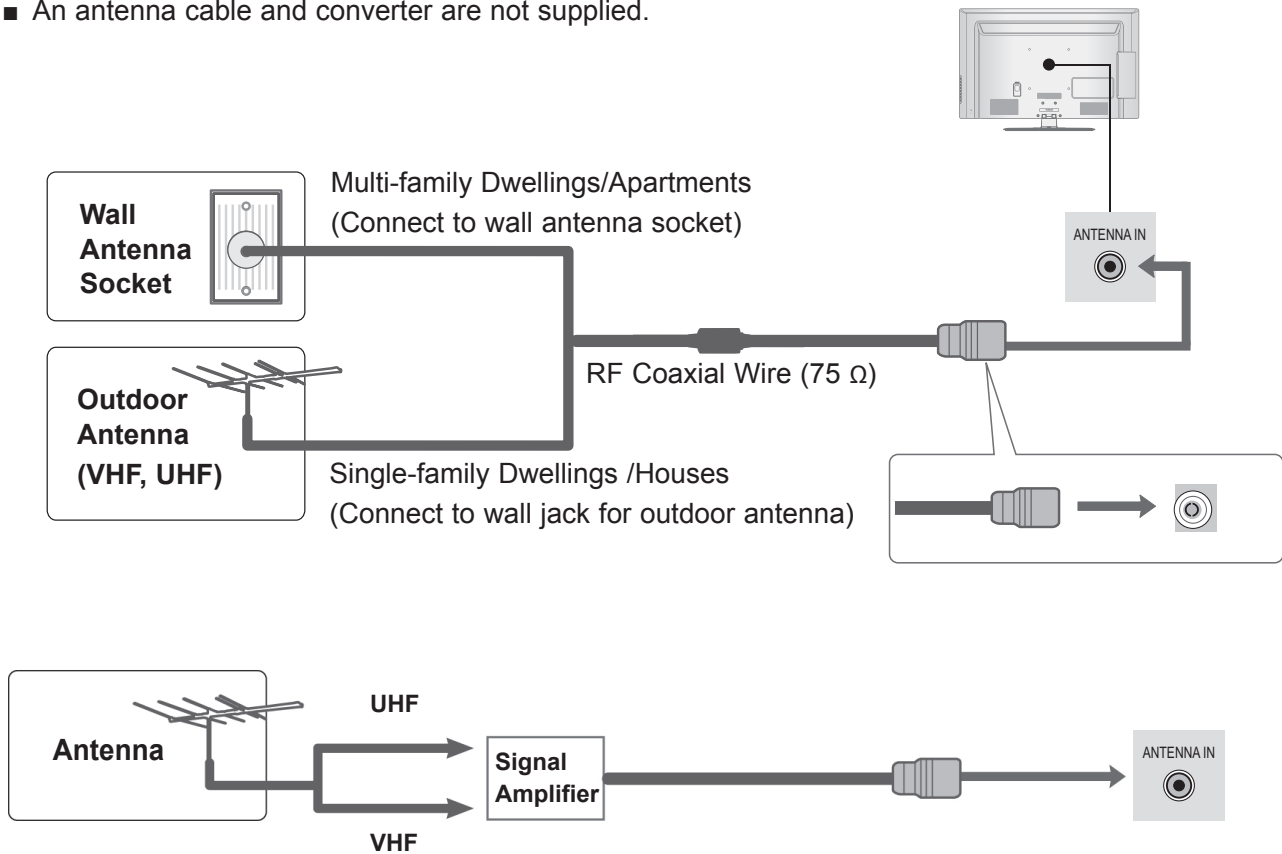 ■ An antenna cable and converter are not supplied.
Multi-family Dwellings/Apartments
(Connect to wall antenna socket)
Wall
Antenna
Socket
ANTENNA IN
RF Coaxial Wire (75 Ω)
Outdoor
Antenna
(VHF, UHF)
Single-family Dwellings /Houses
(Connect to wall jack for outdoor antenna)
Antenna
UHF
VHF
Signal
Amplifier
ANTENNA IN